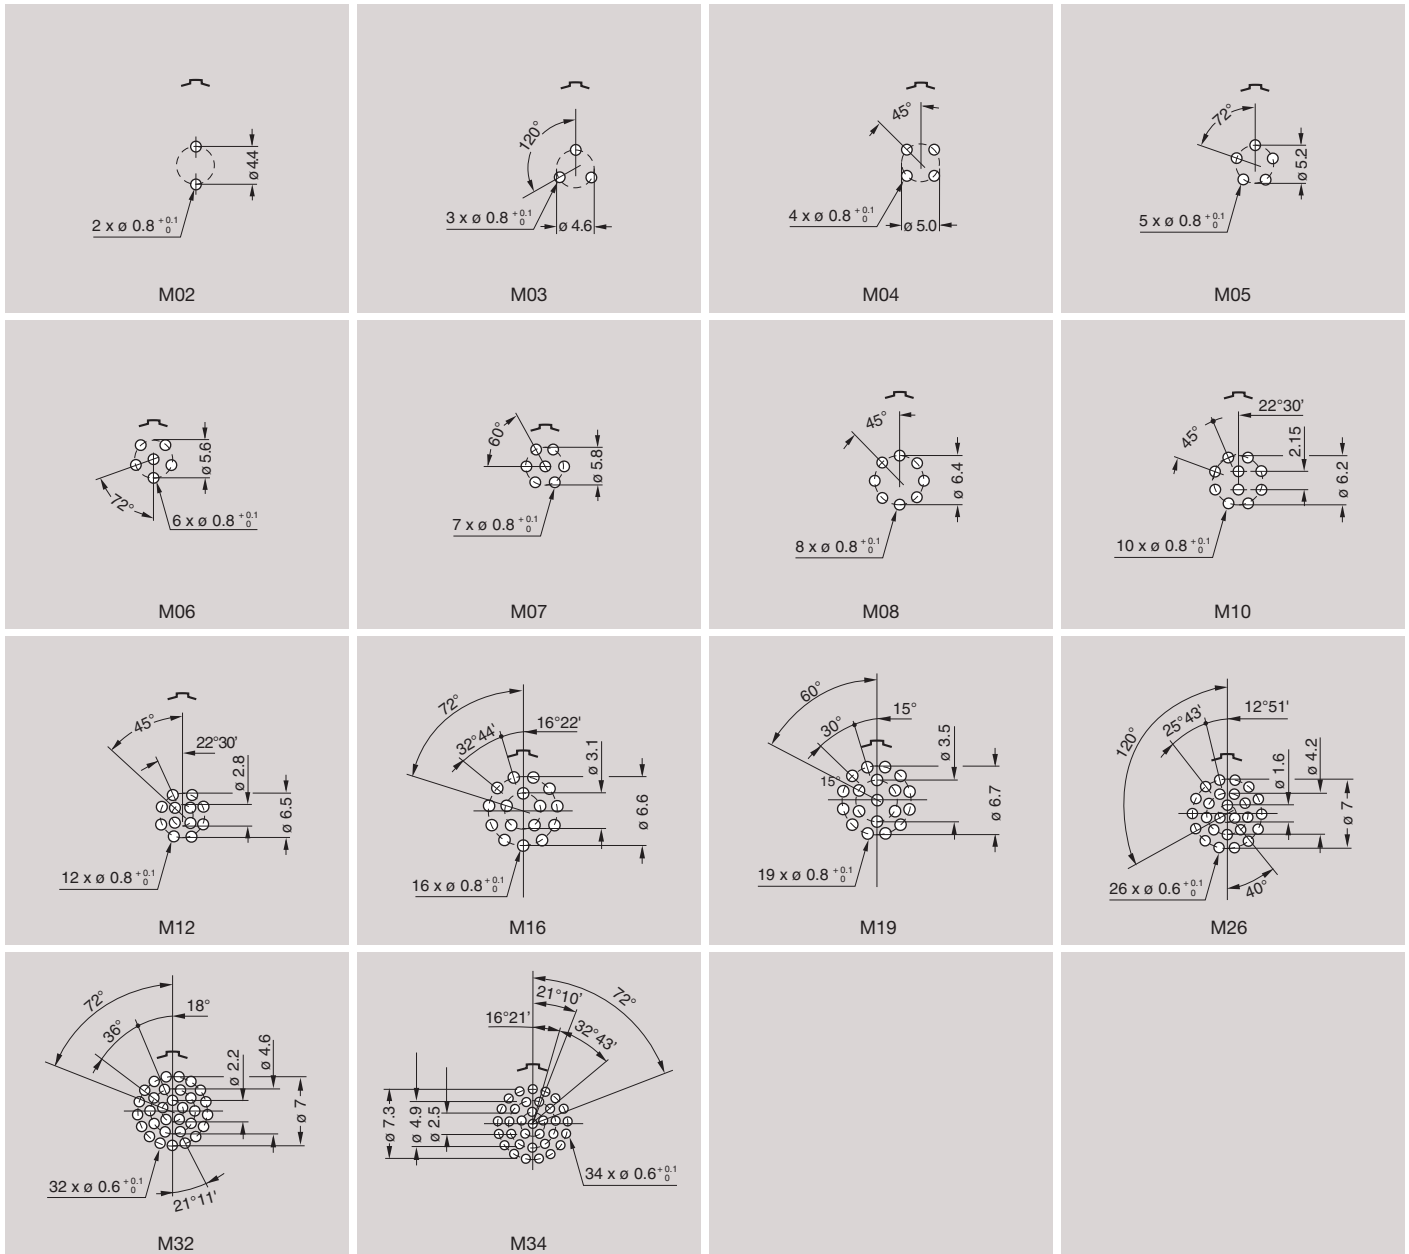 ø 4.4
2 x ø 0.8 +0.1 0
M02
120°
3 x ø 0.8 +0.1 0
ø 4.6
M03
45°
4 x ø 0.8 +0.1 0
ø 5.0
M04
72°
ø 5.2
5 x ø 0.8 +0.1 0
M05
ø 5.6
72°
6 x ø 0.8 +0.1 0
M06
60°
ø 5.8
7 x ø 0.8 +0.1 0
M07
45°
ø 6.4
8 x ø 0.8 +0.1 0
M08
22°30'
45°
2.15
ø 6.2
10 x ø 0.8 +0.1 0
M10
45°
22°30'
ø 2.8
ø 6.5
12 x ø 0.8 +0.1 0
M12
72°
16°22'
32°44'
ø 3.1
ø 6.6
16 x ø 0.8 +0.1 0
M16
60°
15°
30°
ø 3.5
15°
ø 6.7
19 x ø 0.8 +0.1 0
M19
12°51'
25°43'
120°
ø 1.6
ø 4.2
ø 7
26 x ø 0.6 +0.1 0
40°
M26
72°
18°
36°
ø 2.2
ø 4.6
ø 7
32 x ø 0.6 +0.1 0
21°11'
M32
21°10'
72°
16°21'
32°43'
ø 7.3
ø 4.9
ø 2.5
34 x ø 0.6 +0.1 0
M34